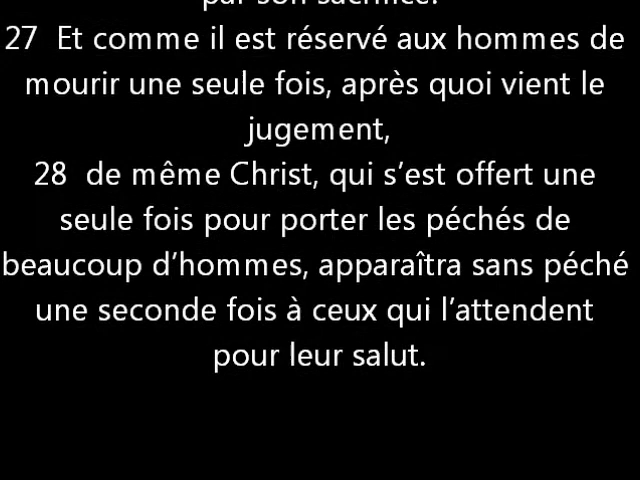 par son sacrifice.
27 Et comme il est réservé aux hommes de
mourir une seule fois, après quoi vient le
jugement,
28 de même Christ, qui s’est offert une
seule fois pour porter les péchés de
beaucoup d’hommes, apparaîtra sans péché
une seconde fois à ceux qui l’attendent
pour leur salut.